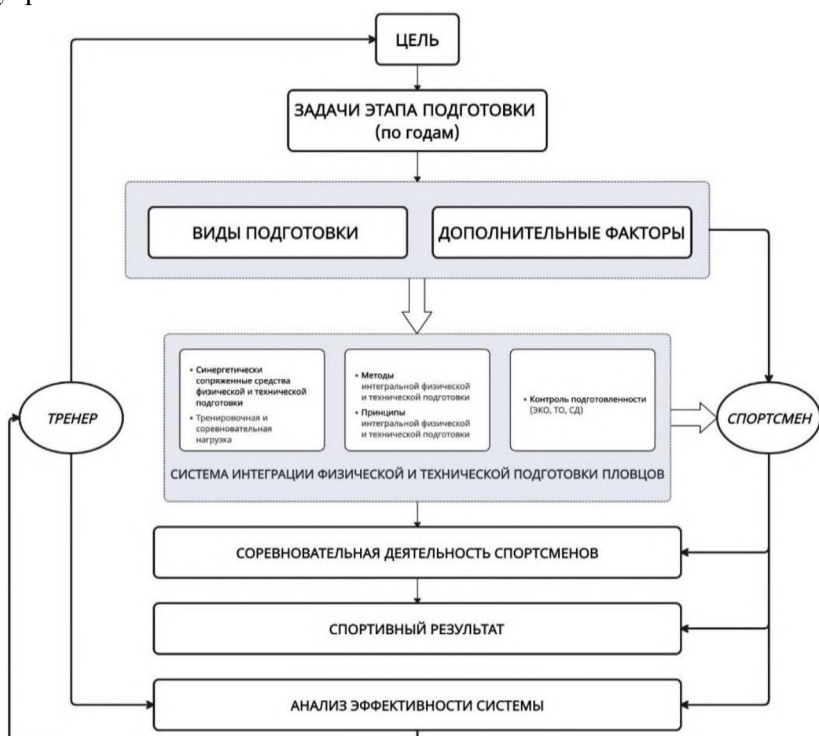 ЦЕЛЬ
ЗАДАЧИ ЭТАПА ПОДГОТОВКИ
(по годам)
ВИДЫ ПОДГОТОВКИ
ДОПОЛНИТЕЛЬНЫЕ ФАКТОРЫ
• Синергетически
сопряженные средства
физической и технической
подготовки
• Тренировочная и
соревновательная
нагрузка
• Методы
интегральной физической
и технической подготовки
• Принципы
интегральной физической
и технической подготовки
• Контроль подготовленности
(ЭКО, ТО, СД)
ТРЕНЕР
СПОРТСМЕН
СИСТЕМА ИНТЕГРАЦИИ ФИЗИЧЕСКОЙ И ТЕХНИЧЕСКОЙ ПОДГОТОВКИ ПЛОВЦОВ
СОРЕВНОВАТЕЛЬНАЯ ДЕЯТЕЛЬНОСТЬ СПОРТСМЕНОВ
СПОРТИВНЫЙ РЕЗУЛЬТАТ
АНАЛИЗ ЭФФЕКТИВНОСТИ СИСТЕМЫ